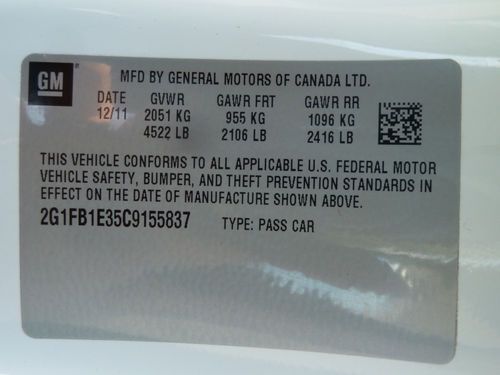 GM
MFD BY GENERAL MOTORS OF CANADA LTD.
DATE GVWR GAWR FRT GAWR RR
12/11 2051 KG 955 KG 1096 KG
4522 LB 2106 LB 2416 LB
THIS VEHICLE CONFORMS TO ALL APPLICABLE U.S. FEDERAL MOTOR
VEHICLE SAFETY, BUMPER, AND THEFT PREVENTION STANDARDS IN
EFFECT ON THE DATE OF MANUFACTURE SHOWN ABOVE.
2G1FB1E35C9155837 TYPE: PASS CAR